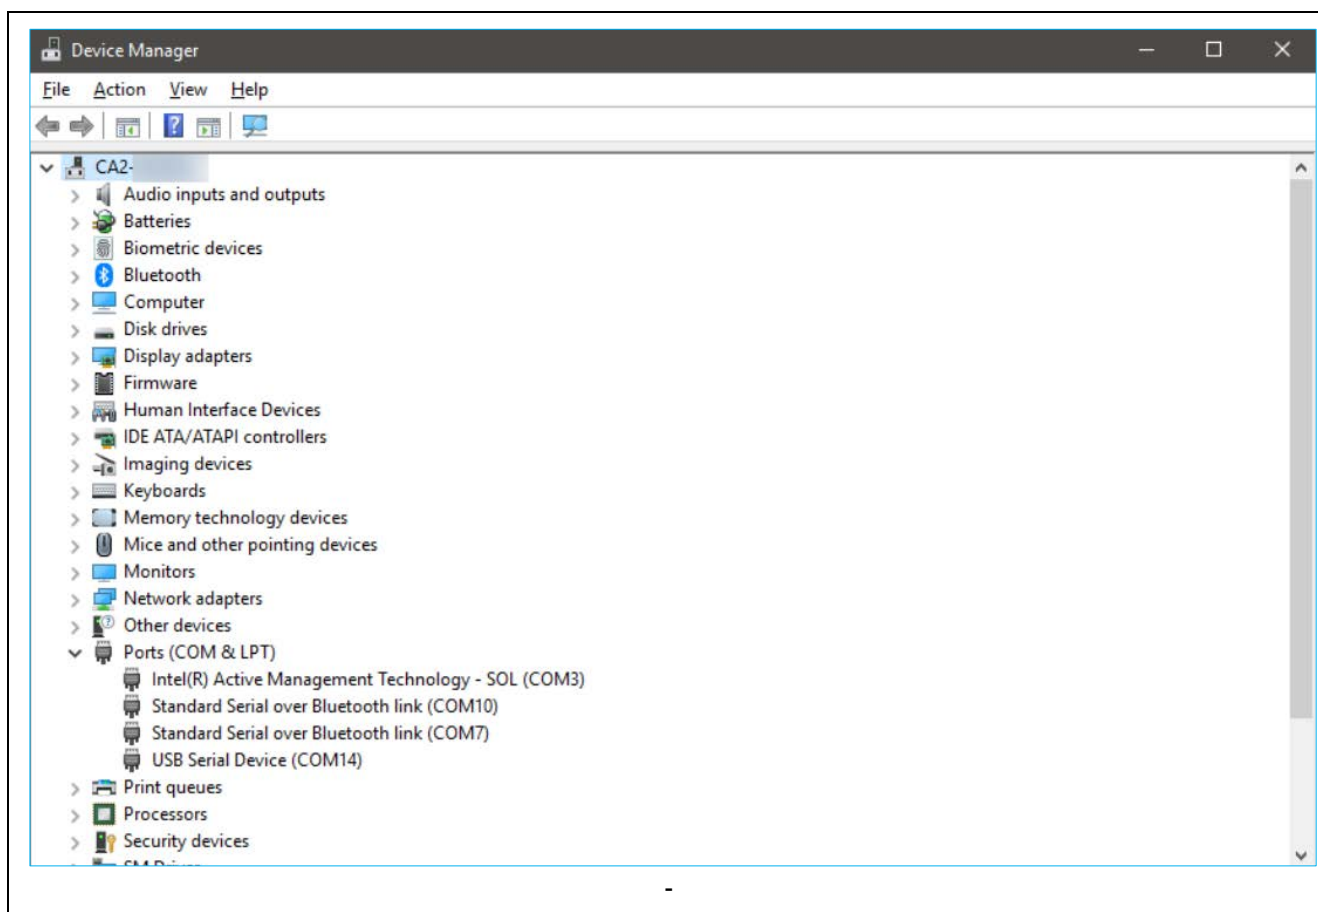 Device Manager
File Action View Help
CA2-
Audio inputs and outputs
Batteries
Biometric devices
Bluetooth
Computer
Disk drives
Display adapters
Firmware
Human Interface Devices
IDE ATA/ATAPI controllers
Imaging devices
Keyboards
Memory technology devices
Mice and other pointing devices
Monitors
Network adapters
Other devices
Ports (COM & LPT)
Intel(R) Active Management Technology - SOL (COM3)
Standard Serial over Bluetooth link (COM10)
Standard Serial over Bluetooth link (COM7)
USB Serial Device (COM14)
Print queues
Processors
Security devices
-